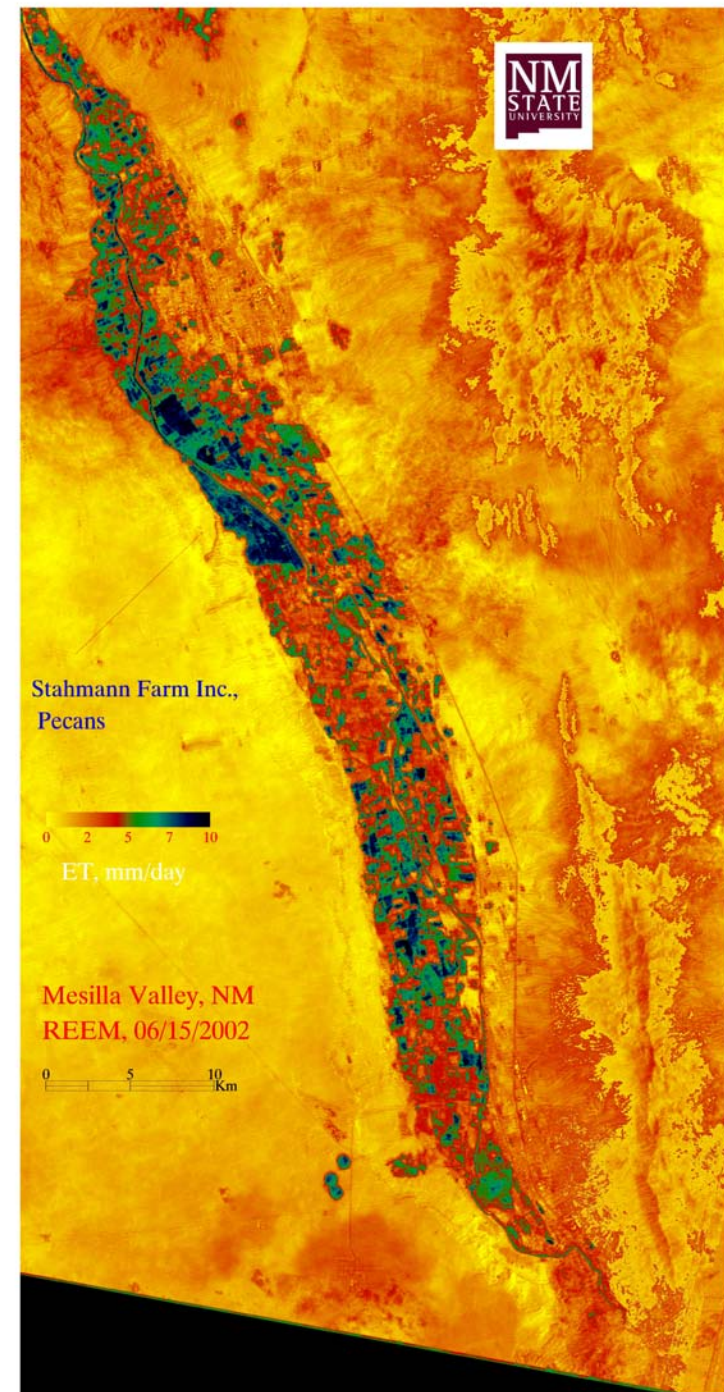 NM
STATE
UNIVERSITY
Stahmann Farm Inc.,
Pecans
0 2 5 7 10
ET, mm/day
Mesilla Valley, NM
REEM, 06/15/2002
0 5 10
Km